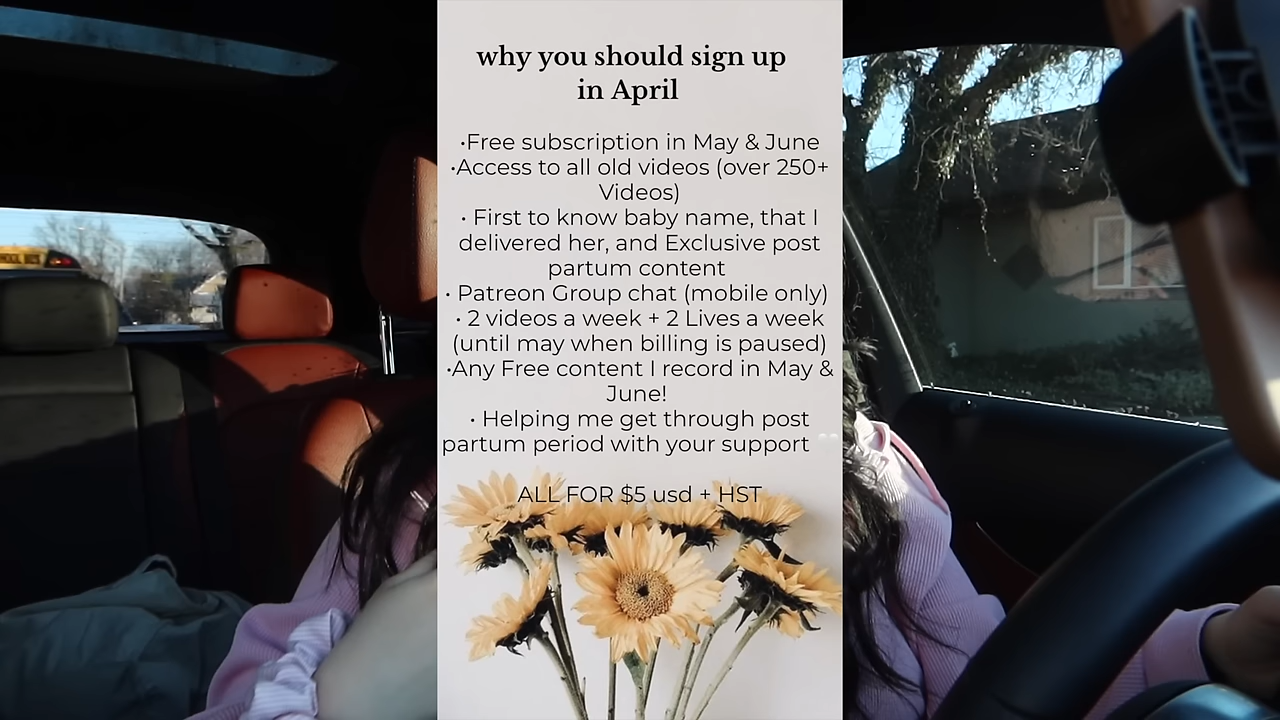 why you should sign up
in April
•Free subscription in May & June
•Access to all old videos (over 250+
Videos)
• First to know baby name, that I
delivered her, and Exclusive post
partum content
• Patreon Group chat (mobile only)
• 2 videos a week + 2 Lives a week
(until may when billing is paused)
•Any Free content I record in May &
June!
• Helping me get through post
partum period with your support
ALL FOR $5 usd + HST